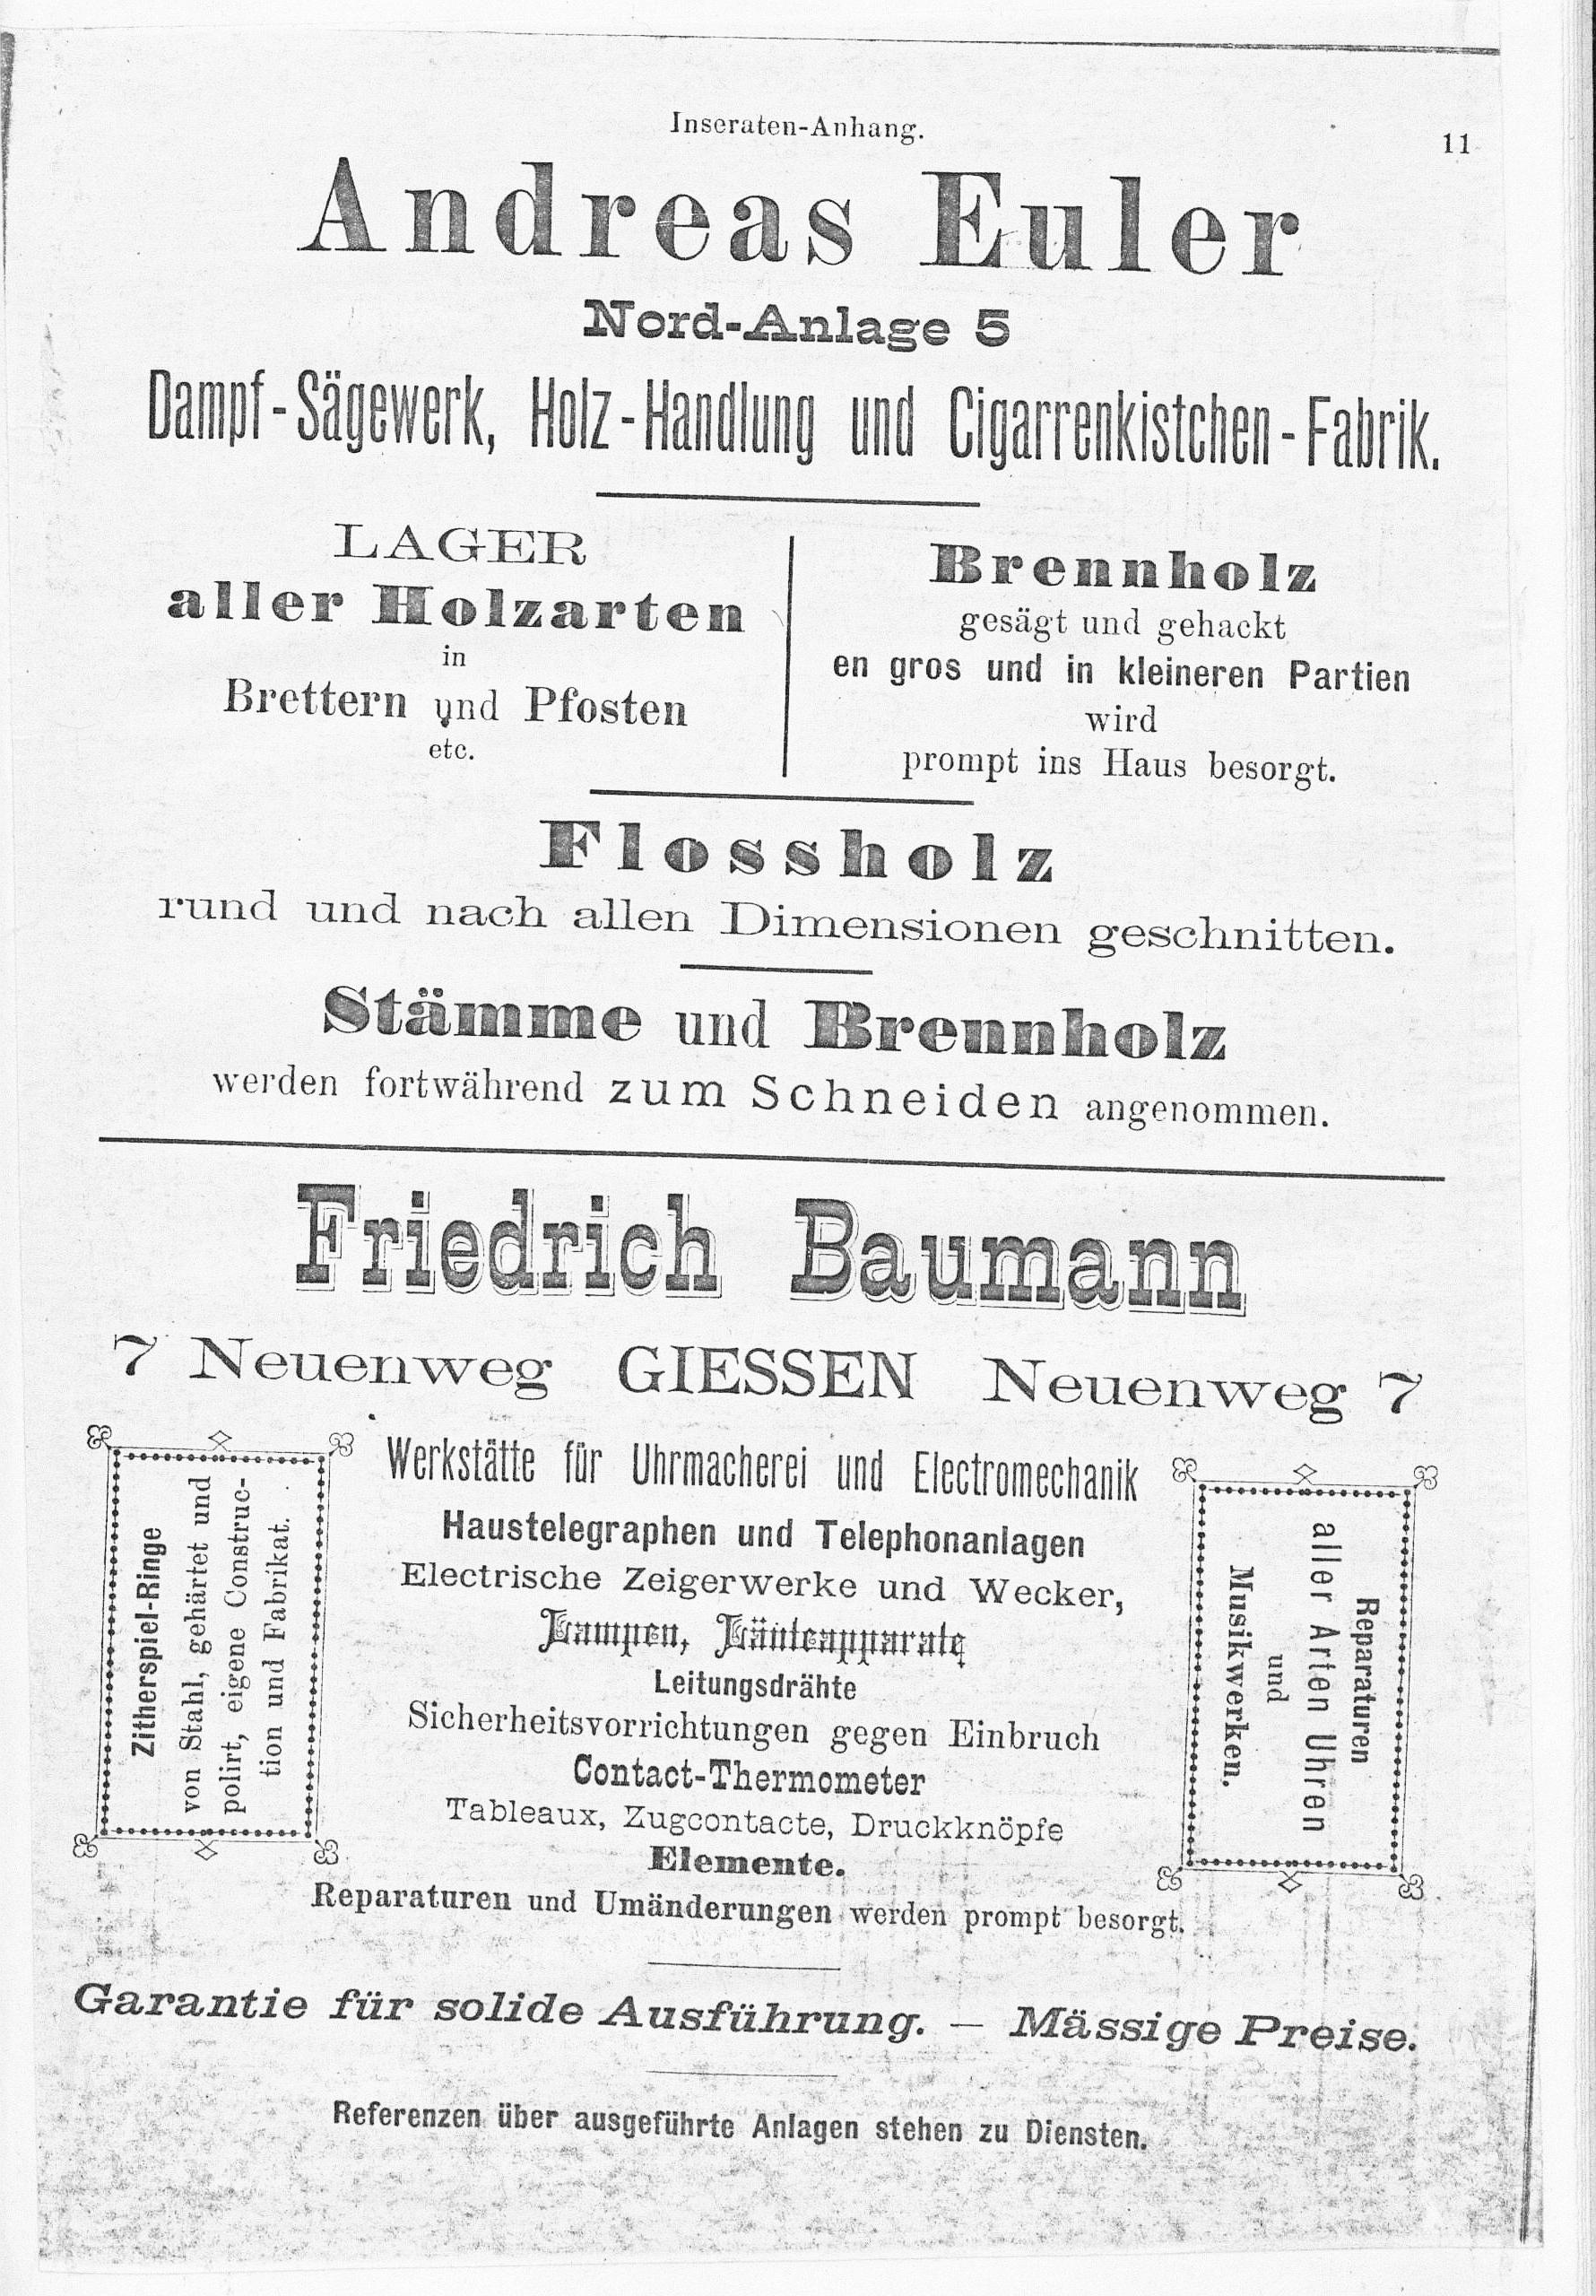 Inseraten-Anhang.
11
Andreas Euler
Nord-Anlage 5
Dampf-Sägewerk, Holz-Handlung und Cigarrenkistchen-Fabrik.
LAGER
aller Holzarten
in
Brettern und Pfosten
etc.
Brennholz
gesägt und gehackt
en gros und in kleineren Partien
wird
prompt ins Haus besorgt.
Flossholz
rund und nach allen Dimensionen geschnitten.
Stämme und Brennholz
werden fortwährend zum Schneiden angenommen.
Friedrich Baumann
7 Neuenweg GIESSEN Neuenweg 7
Zitherspiel-Ringe
von Stahl, gehärtet und
polirt, eigene Construc-
tion und Fabrikat.
Werkstätte für Uhrmacherei und Electromechanik
Haustelegraphen und Telephonanlagen
Electrische Zeigerwerke und Wecker,
Lampen, Läuteapparate
Leitungsdrähte
Sicherheitsvorrichtungen gegen Einbruch
Contact-Thermometer
Tableaux, Zugcontacte, Druckknöpfe
Elemente.
Reparaturen und Umänderungen werden prompt besorgt.
Reparaturen
aller Arten Uhren
und
Musikwerken.
Garantie für solide Ausführung. — Mässige Preise.
Referenzen über ausgeführte Anlagen stehen zu Diensten.